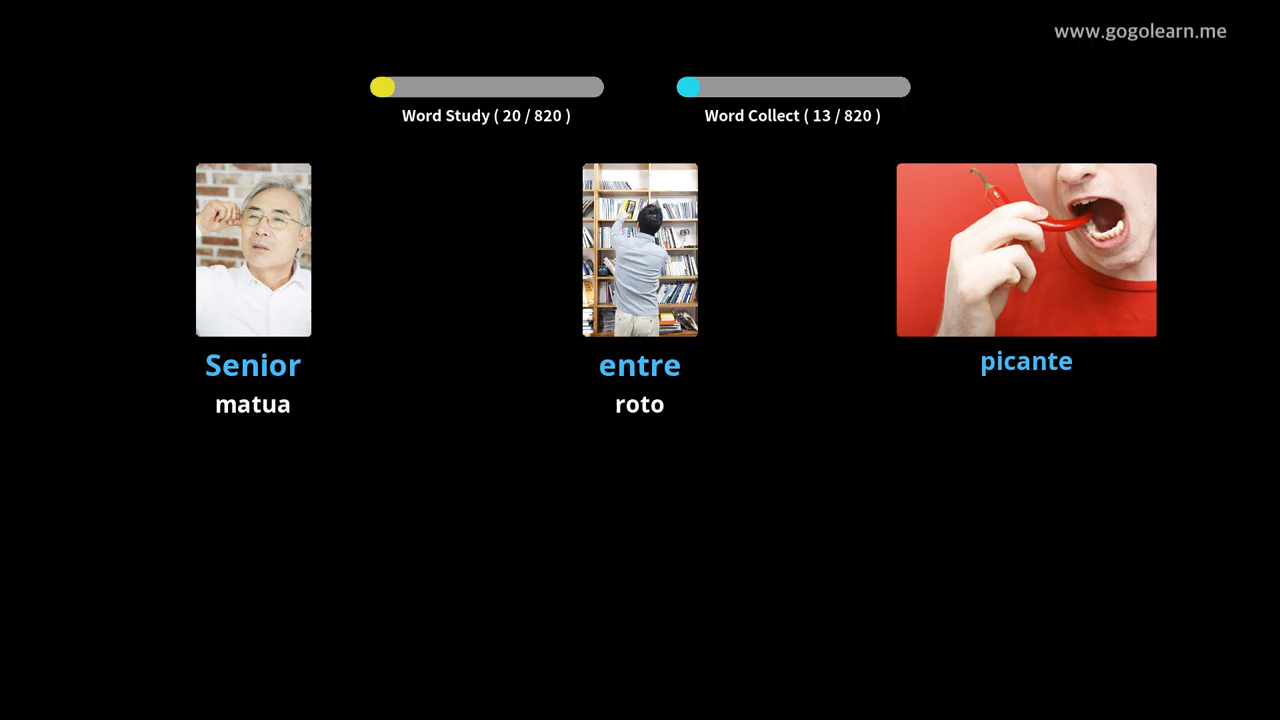 www.gogolearn.me
Word Study ( 20 / 820 )
Word Collect ( 13 / 820 )
Senior
matua
entre
roto
picante